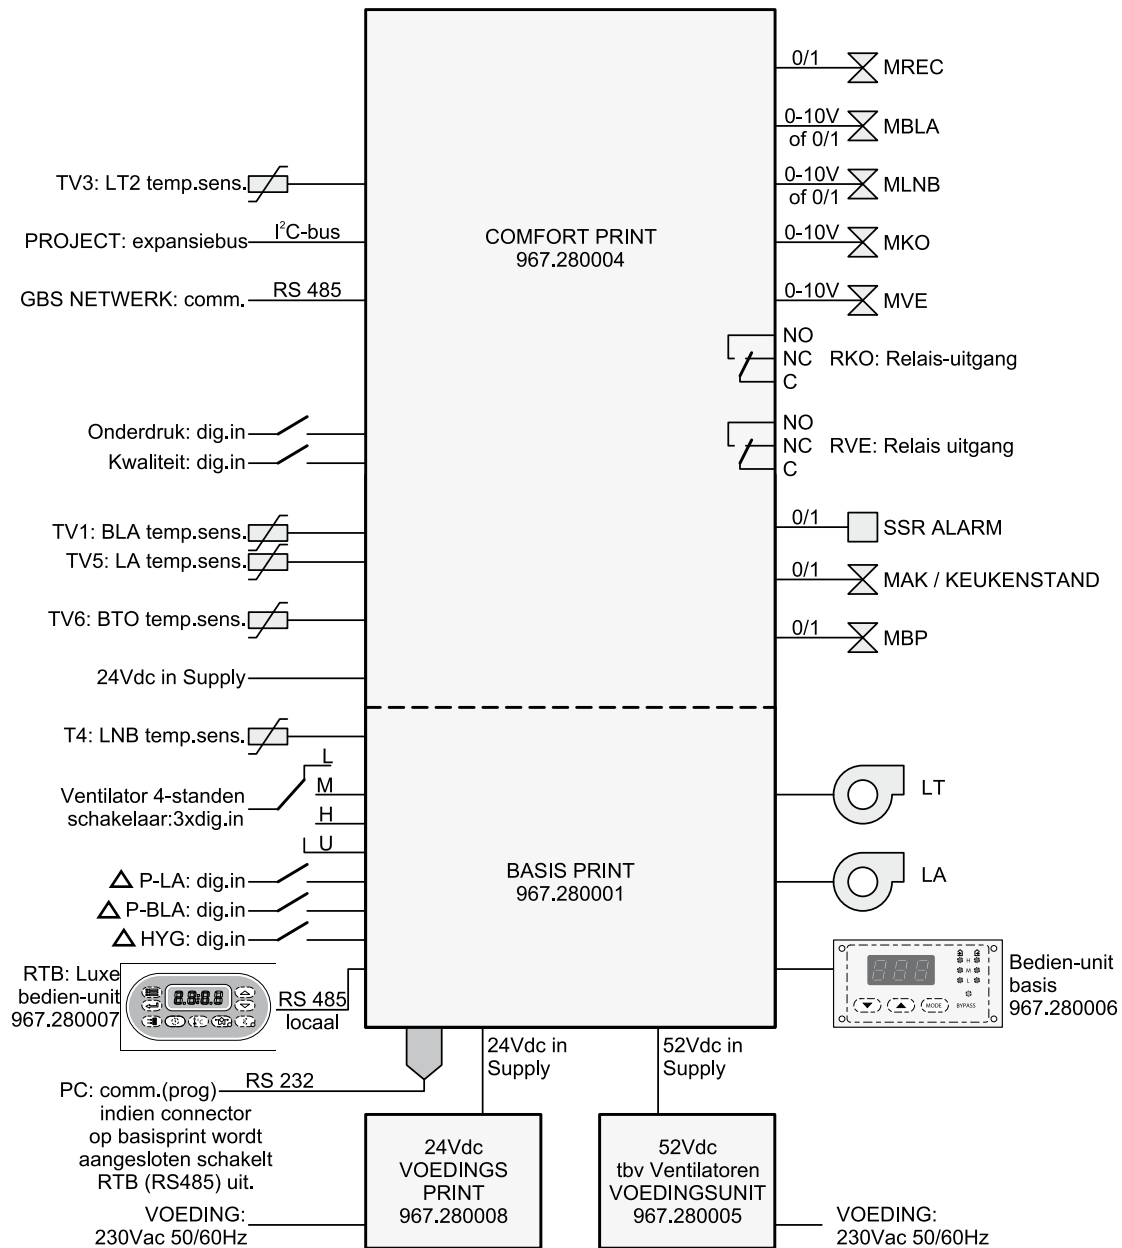 0/1
MREC
0-10V
of 0/1
MBLA
TV3: LT2 temp.sens.
0-10V
of 0/1
MLNB
PROJECT: expansiebus
I²C-bus
COMFORT PRINT
967.280004
0-10V
MKO
GBS NETWERK: comm.
RS 485
0-10V
MVE
NO
NC
C
RKO: Relais-uitgang
Onderdruk: dig.in
Kwaliteit: dig.in
NO
NC
C
RVE: Relais uitgang
TV1: BLA temp.sens.
TV5: LA temp.sens.
0/1
SSR ALARM
0/1
MAK / KEUKENSTAND
TV6: BTO temp.sens.
0/1
MBP
24Vdc in Supply
T4: LNB temp.sens.
L
M
H
U
Ventilator 4-standen
schakelaar:3xdig.in
LT
BASIS PRINT
967.280001
LA
△ P-LA: dig.in
△ P-BLA: dig.in
△ HYG: dig.in
RTB: Luxe
bedien-unit
967.280007
RS 485
locaal
888
H
M
L
MODE
BYPASS
Bedien-unit
basis
967.280006
24Vdc in
Supply
52Vdc in
Supply
RS 232
PC: comm.(prog)
indien connector
op basisprint wordt
aangesloten schakelt
RTB (RS485) uit.
24Vdc
VOEDINGS
PRINT
967.280008
52Vdc
tbv Ventilatoren
VOEDINGSUNIT
967.280005
VOEDING:
230Vac 50/60Hz
VOEDING:
230Vac 50/60Hz